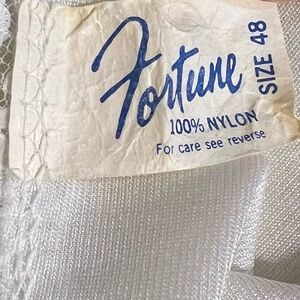 Fortune
100% NYLON
For care see reverse
SIZE 48